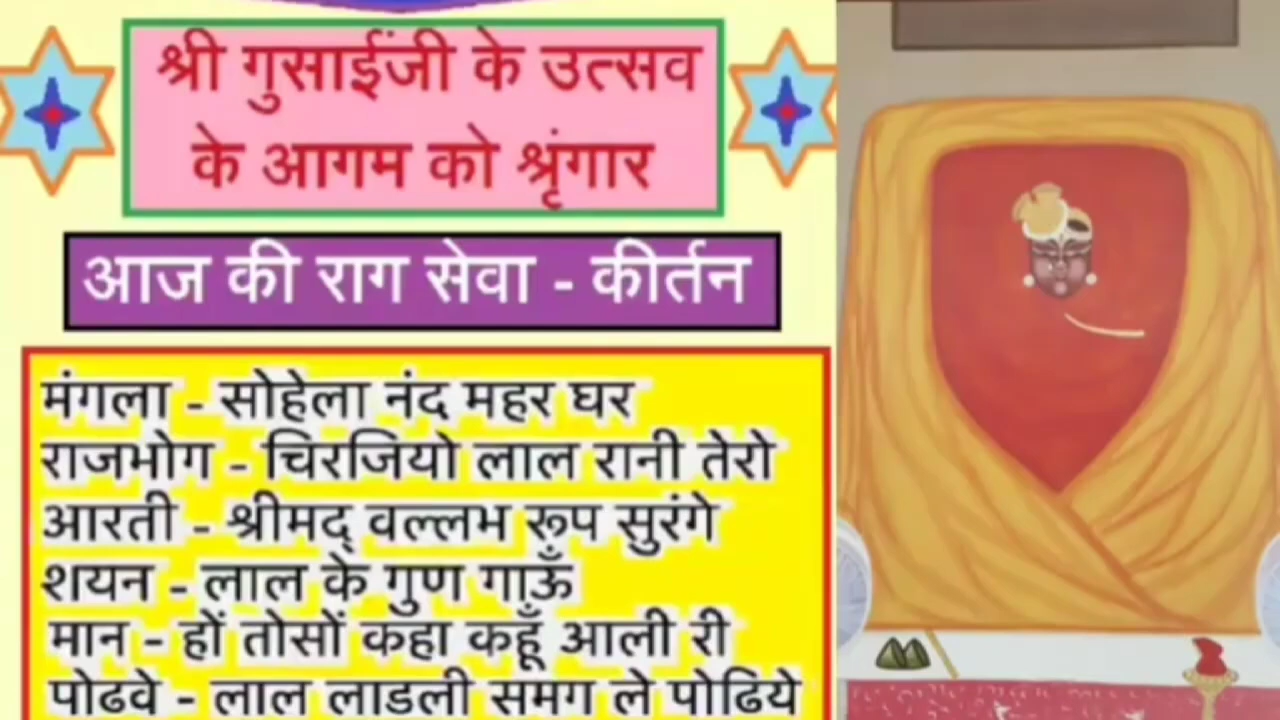 श्री गुसाईंजी के उत्सव
के आगम को श्रृंगार
आज की राग सेवा - कीर्तन
मंगला - सोहेला नंद महर घर
राजभोग - चिरजियो लाल रानी तेरो
आरती - श्रीमद् वल्लभ रूप सुरंगे
शयन - लाल के गुण गाऊँ
मान - हों तोसों कहा कहूँ आली री
पोढवे - लाल लाडली समग ले पोढिये